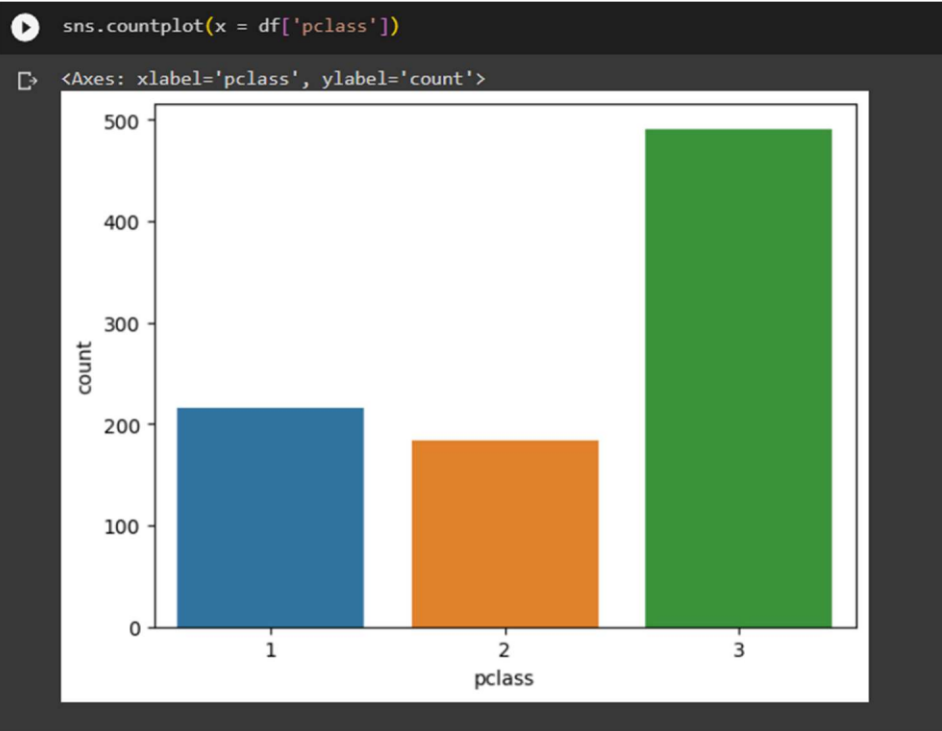 sns.countplot(x = df['pclass'])
<Axes: xlabel='pclass', ylabel='count'>
500
400
300
200
100
0
count
1 2 3
pclass